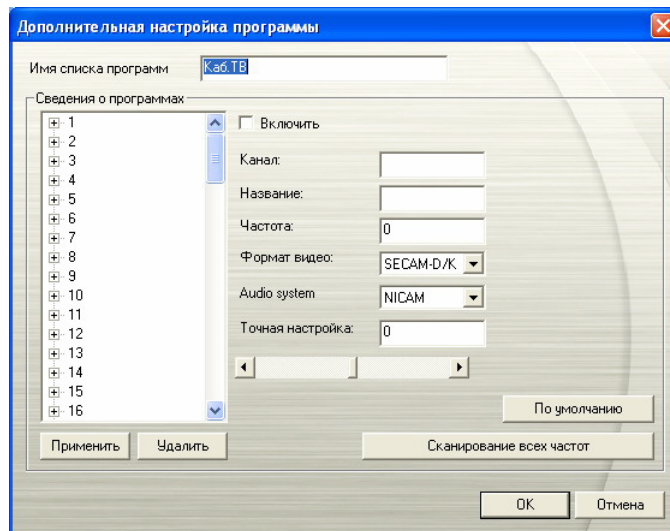 Дополнительная настройка программы
Имя списка программ Каб.ТВ
Сведения о программах
1
2
3
4
5
6
7
8
9
10
11
12
13
14
15
16
Включить
Канал:
Название:
Частота: 0
Формат видео: SECAM-D/K
Audio system NICAM
Точная настройка: 0
По умолчанию
Применить Удалить Сканирование всех частот
OK Отмена